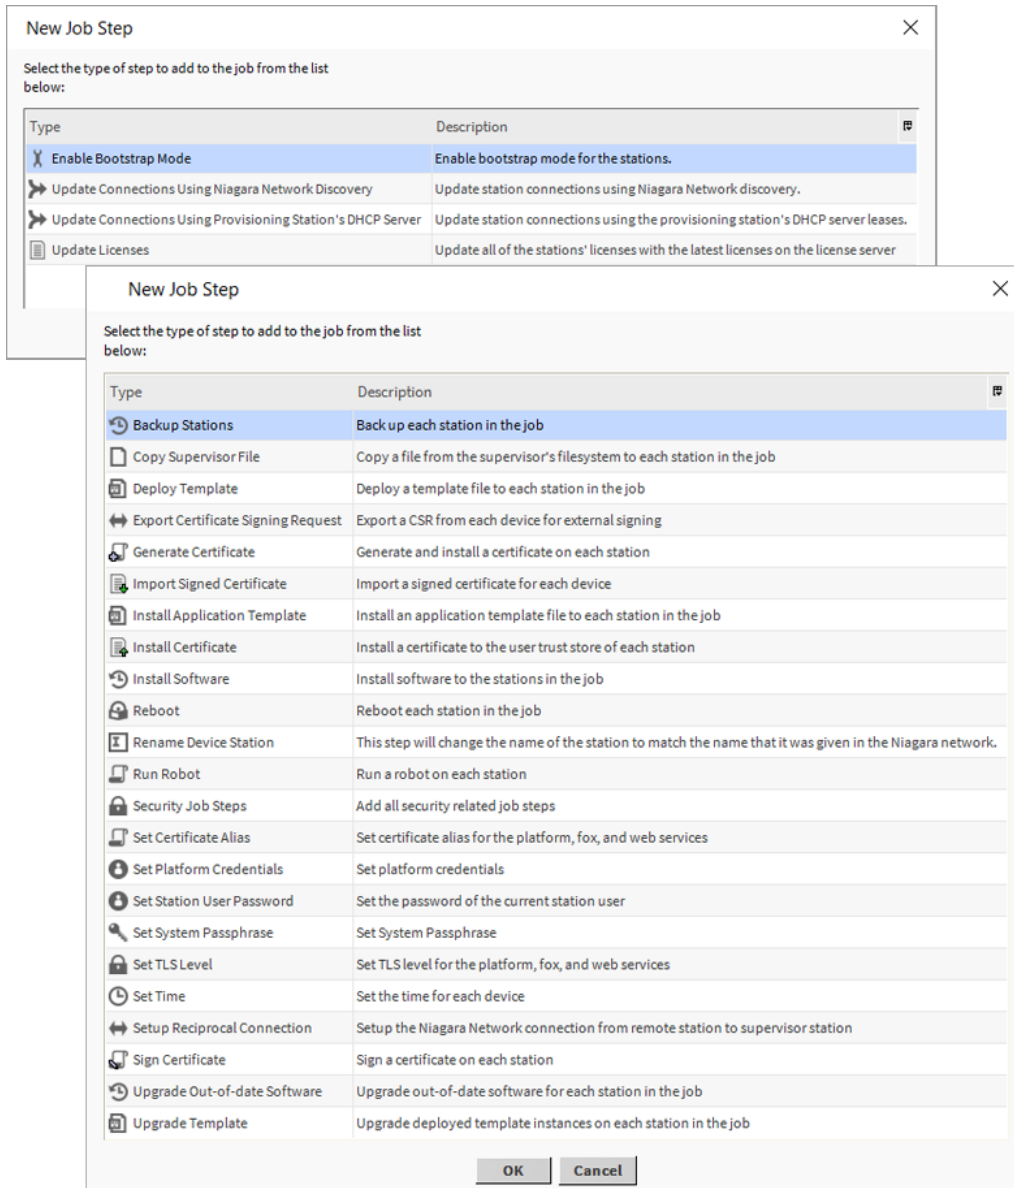 New Job Step
Select the type of step to add to the job from the list
below:
Type Description
Enable Bootstrap Mode Enable bootstrap mode for the stations.
Update Connections Using Niagara Network Discovery Update station connections using Niagara Network discovery.
Update Connections Using Provisioning Station's DHCP Server Update station connections using the provisioning station's DHCP server leases.
Update Licenses Update all of the stations' licenses with the latest licenses on the license server
New Job Step
Select the type of step to add to the job from the list
below:
Type Description
Backup Stations Back up each station in the job
Copy Supervisor File Copy a file from the supervisor's filesystem to each station in the job
Deploy Template Deploy a template file to each station in the job
Export Certificate Signing Request Export a CSR from each device for external signing
Generate Certificate Generate and install a certificate on each station
Import Signed Certificate Import a signed certificate for each device
Install Application Template Install an application template file to each station in the job
Install Certificate Install a certificate to the user trust store of each station
Install Software Install software to the stations in the job
Reboot Reboot each station in the job
Rename Device Station This step will change the name of the station to match the name that it was given in the Niagara network.
Run Robot Run a robot on each station
Security Job Steps Add all security related job steps
Set Certificate Alias Set certificate alias for the platform, fox, and web services
Set Platform Credentials Set platform credentials
Set Station User Password Set the password of the current station user
Set System Passphrase Set System Passphrase
Set TLS Level Set TLS level for the platform, fox, and web services
Set Time Set the time for each device
Setup Reciprocal Connection Setup the Niagara Network connection from remote station to supervisor station
Sign Certificate Sign a certificate on each station
Upgrade Out-of-date Software Upgrade out-of-date software for each station in the job
Upgrade Template Upgrade deployed template instances on each station in the job
OK Cancel